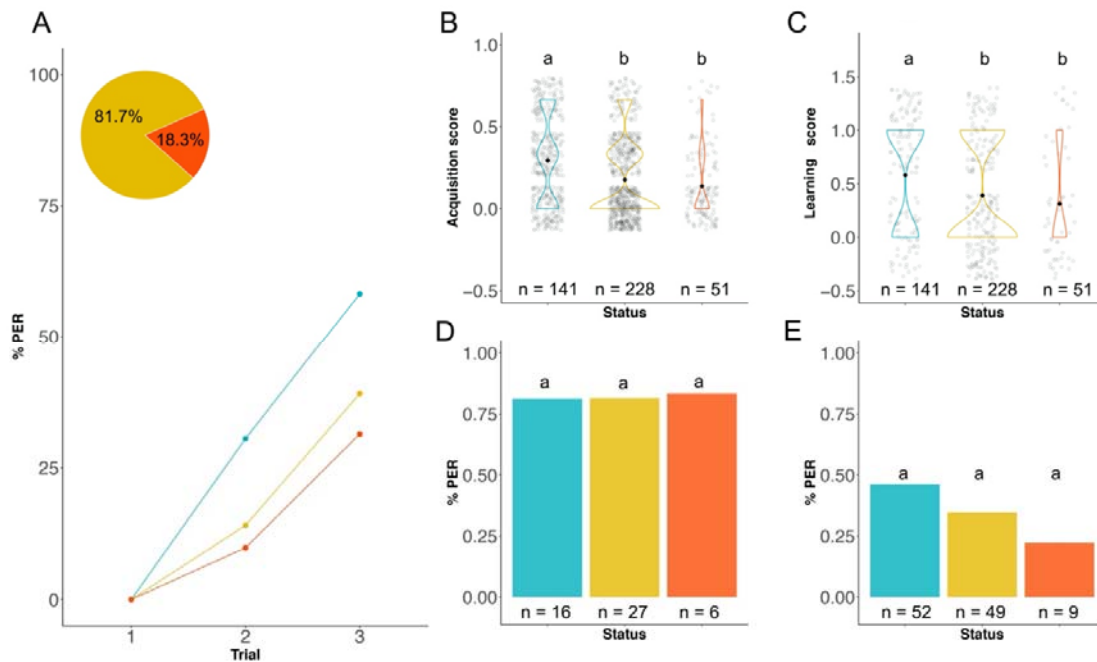 A
100
75
50
25
0
% PER
81.7%
18.3%
1 2 3
Trial
B
1.0
0.5
0.0
−0.5
Acquisition score
a b b
n = 141 n = 228 n = 51
Status
C
1.5
1.0
0.5
0.0
−0.5
Learning score
a b b
n = 141 n = 228 n = 51
Status
D
1.00
0.75
0.50
0.25
0.00
% PER
a a a
n = 16 n = 27 n = 6
Status
E
1.00
0.75
0.50
0.25
0.00
% PER
a a a
n = 52 n = 49 n = 9
Status